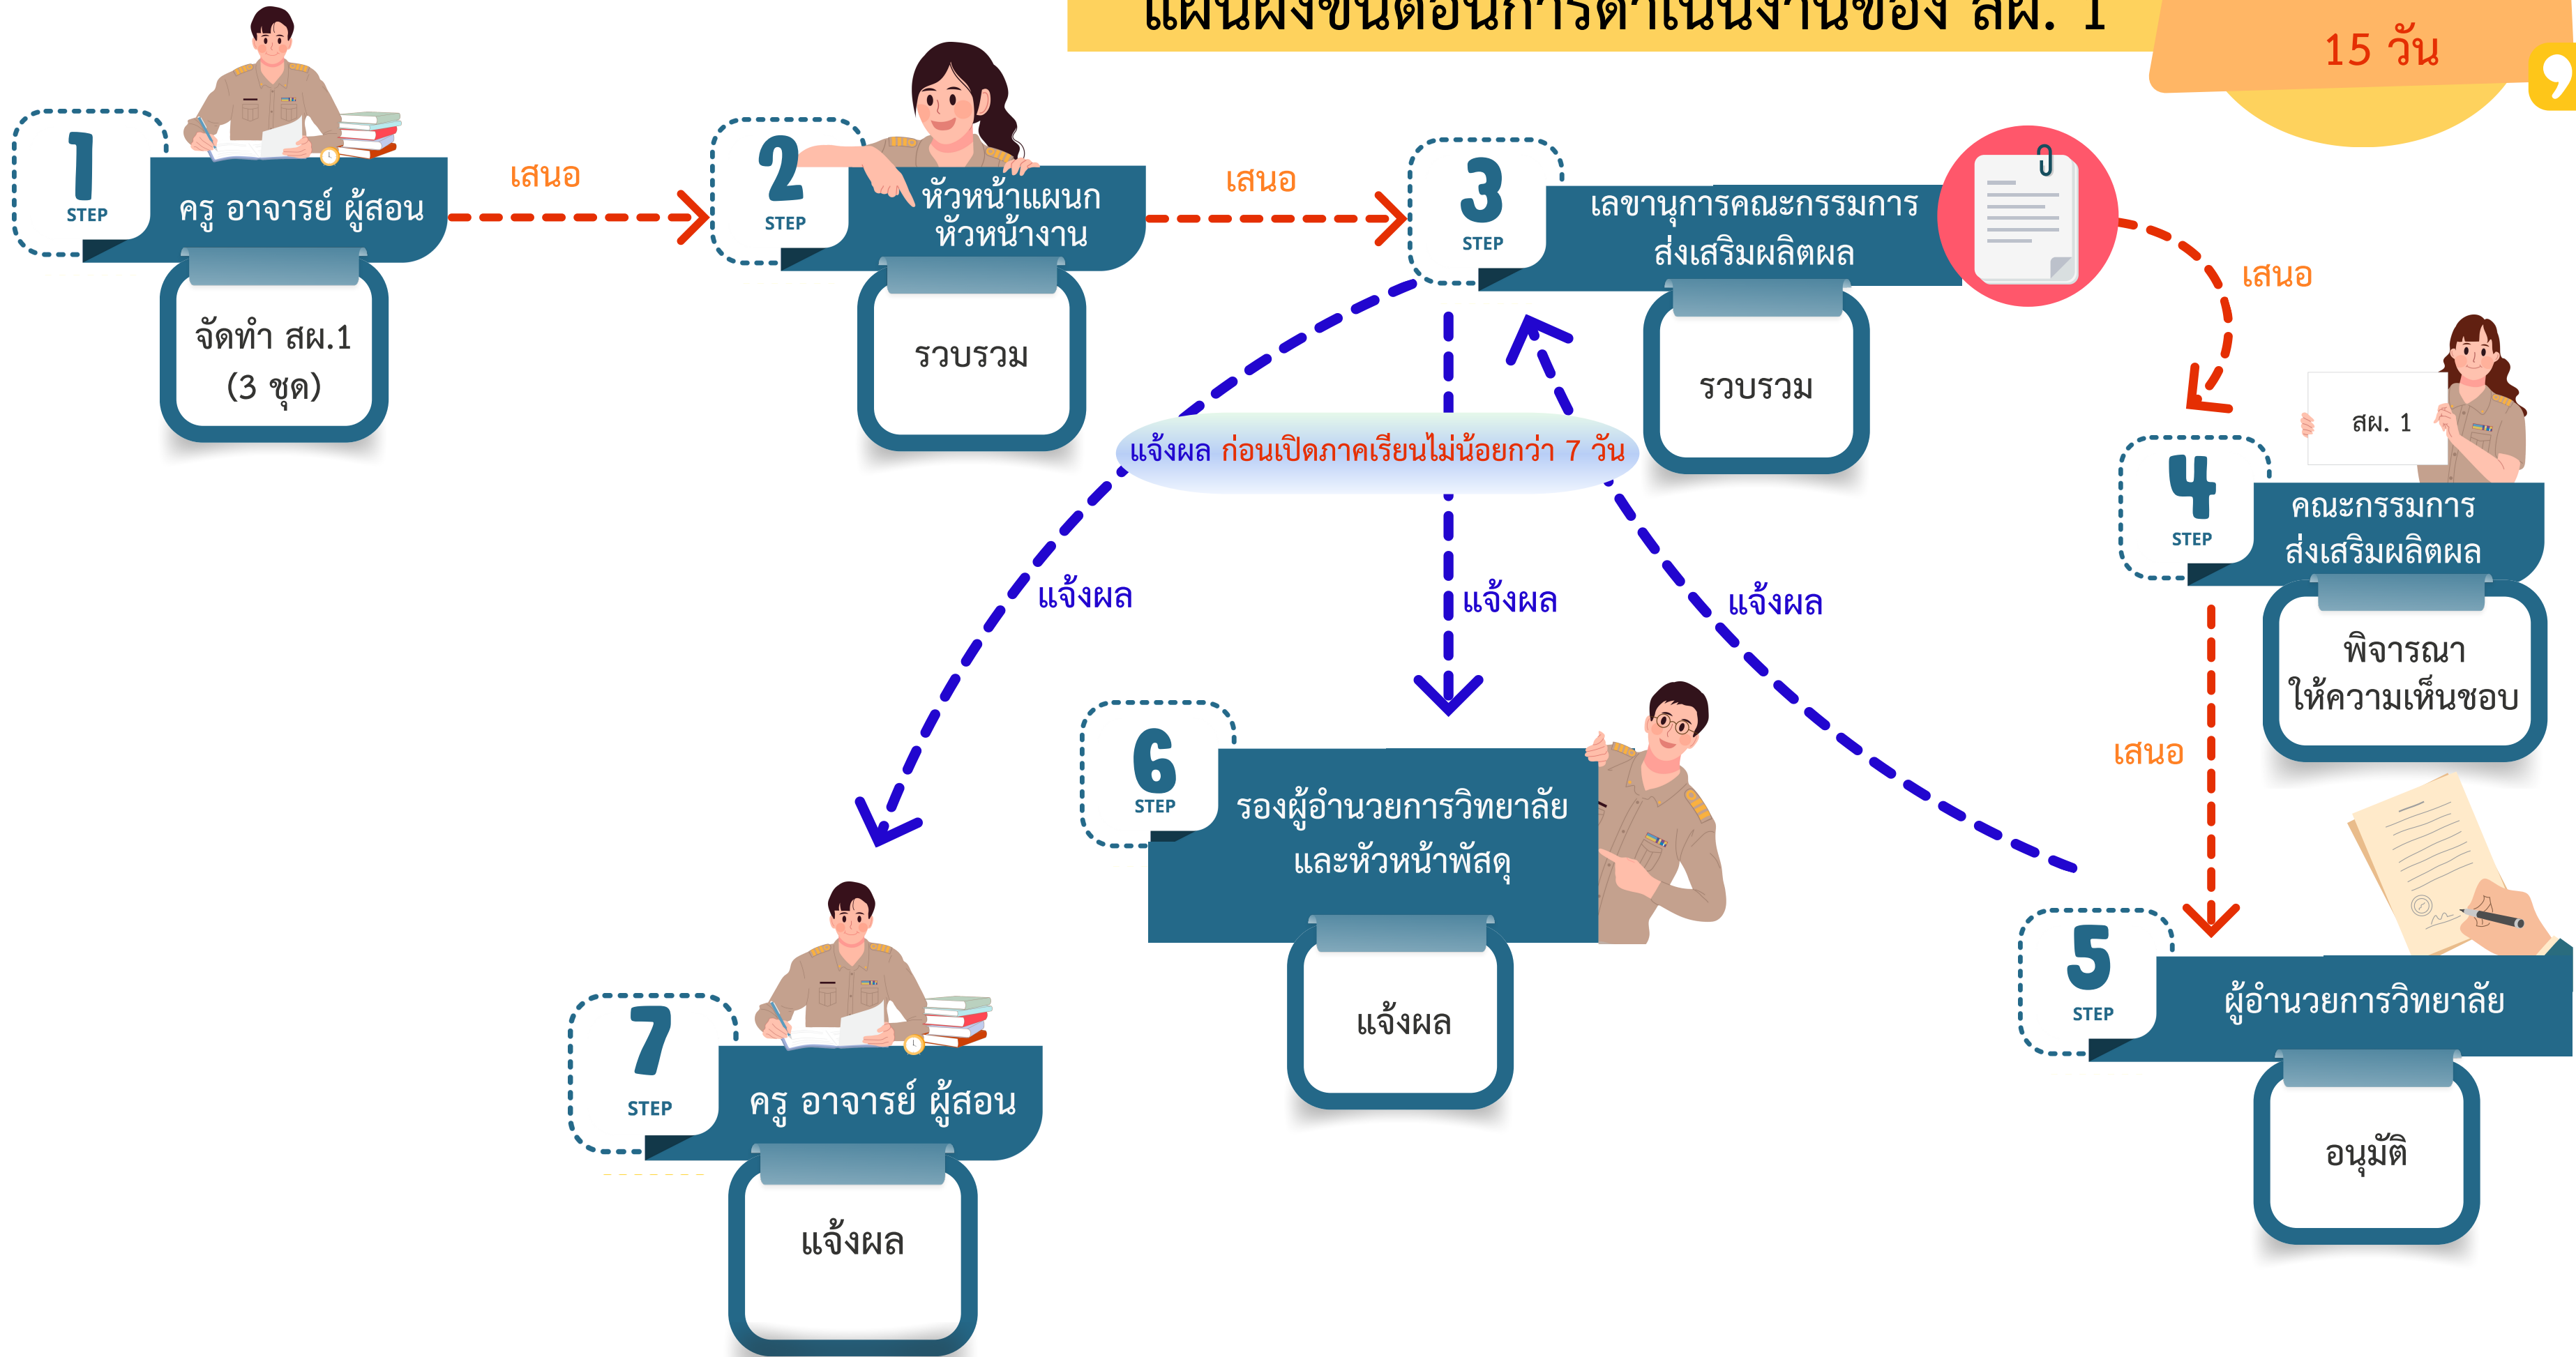 แผนผังขั้นตอนการดำเนินงานของ สผ. 1
15 วัน
1
STEP
ครู อาจารย์ ผู้สอน
จัดทำ สผ.1
(3 ชุด)
เสนอ
2
STEP
หัวหน้าแผนก
หัวหน้างาน
รวบรวม
เสนอ
3
STEP
เลขานุการคณะกรรมการ
ส่งเสริมผลิตผล
รวบรวม
เสนอ
สผ. 1
4
STEP
คณะกรรมการ
ส่งเสริมผลิตผล
พิจารณา
ให้ความเห็นชอบ
เสนอ
แจ้งผล ก่อนเปิดภาคเรียนไม่น้อยกว่า 7 วัน
แจ้งผล
แจ้งผล
แจ้งผล
5
STEP
ผู้อำนวยการวิทยาลัย
อนุมัติ
6
STEP
รองผู้อำนวยการวิทยาลัย
และหัวหน้าพัสดุ
แจ้งผล
7
STEP
ครู อาจารย์ ผู้สอน
แจ้งผล